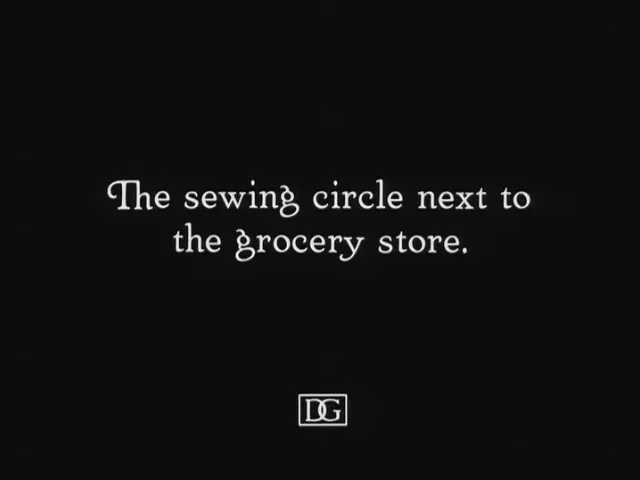 The sewing circle next to
the grocery store.
DG